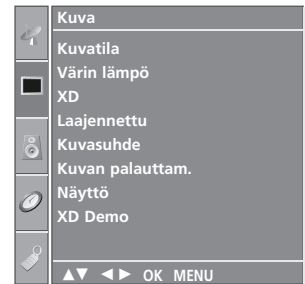 Kuva
Kuvatila
Värin lämpö
XD
Laajennettu
Kuvasuhde
Kuvan palauttam.
Näyttö
XD Demo
▲▼ ◄► OK MENU